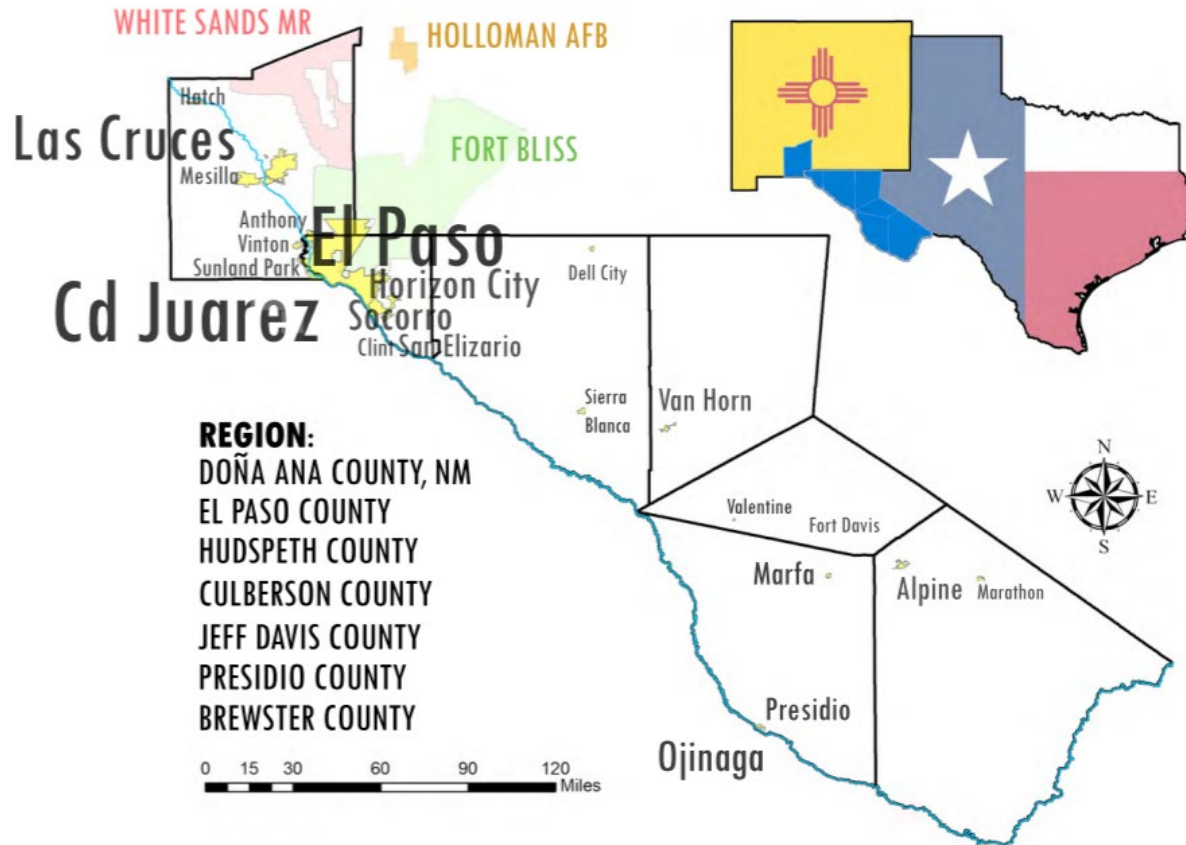 WHITE SANDS MR
HOLLOMAN AFB
Hatch
Las Cruces
FORT BLISS
Mesilla
Anthony
El Paso
Vinton
Sunland Park
Dell City
Horizon City
Cd Juarez
Socorro
Clint San Elizario
Sierra
Blanca
Van Horn
REGION:
DOÑA ANA COUNTY, NM
EL PASO COUNTY
HUDSPETH COUNTY
CULBERSON COUNTY
JEFF DAVIS COUNTY
PRESIDIO COUNTY
BREWSTER COUNTY
N
W E
S
Valentine
Fort Davis
Marfa
Alpine
Marathon
Presidio
Ojinaga
0 15 30 60 90 120
Miles